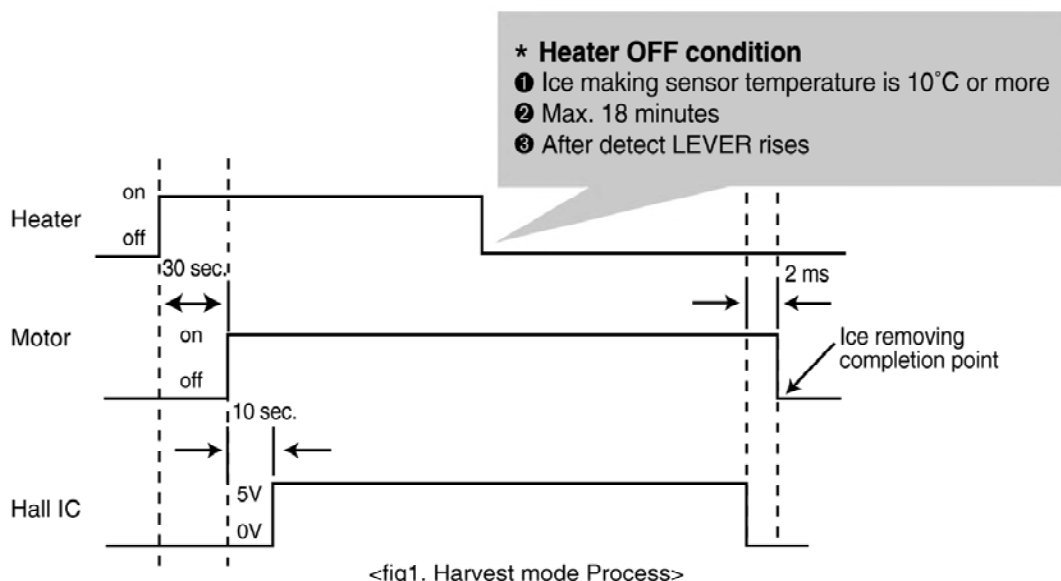 * Heater OFF condition
❶ Ice making sensor temperature is 10°C or more
❷ Max. 18 minutes
❸ After detect LEVER rises
on
Heater
off
30 sec.
2 ms
Motor
on
off
Ice removing
completion point
10 sec.
Hall IC
5V
0V
<fig1. Harvest mode Process>